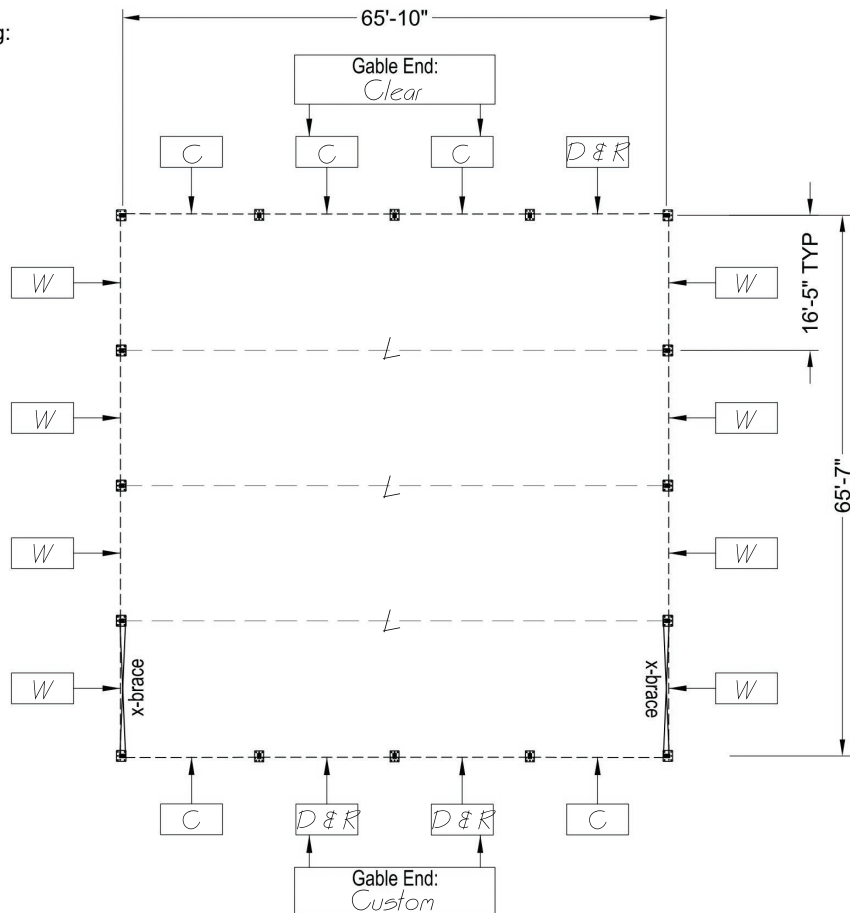 g:
65'-10"
Gable End:
Clear
C
C
C
D & R
W
W
16'-5" TYP
L
W
W
L
65'-7"
W
W
L
W
x-brace
x-brace
W
C
D & R
D & R
C
Gable End:
Custom